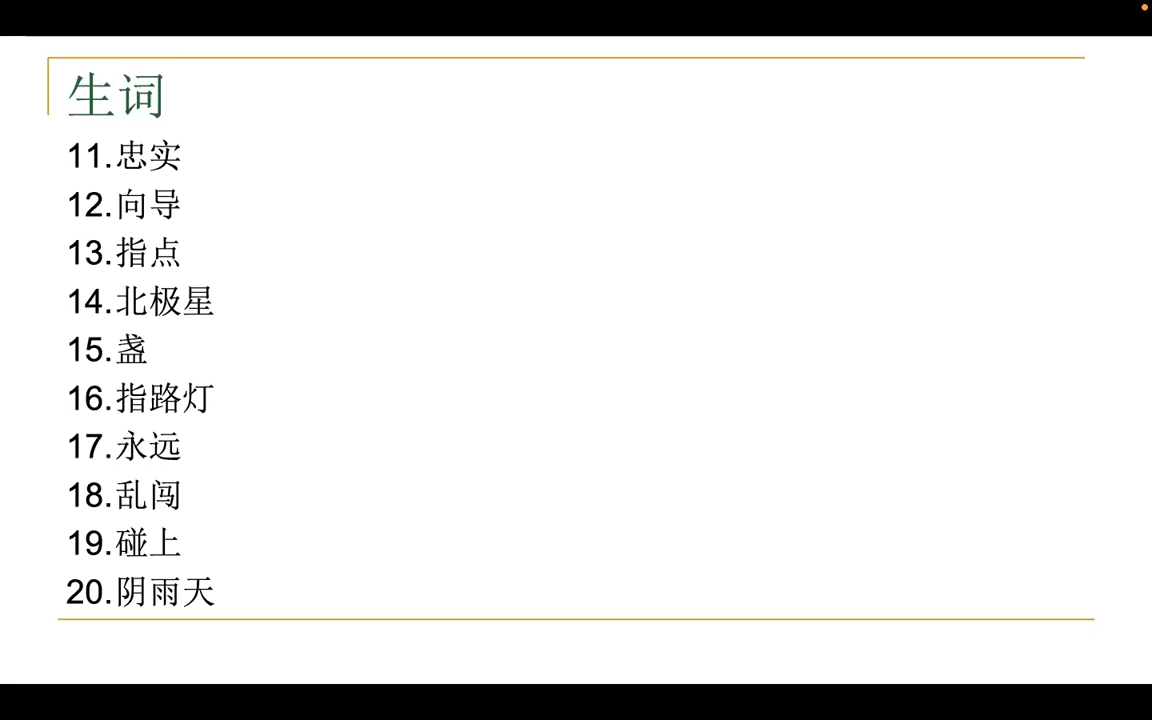 生词
11.忠实
12.向导
13.指点
14.北极星
15.盏
16.指路灯
17.永远
18.乱闯
19.碰上
20.阴雨天